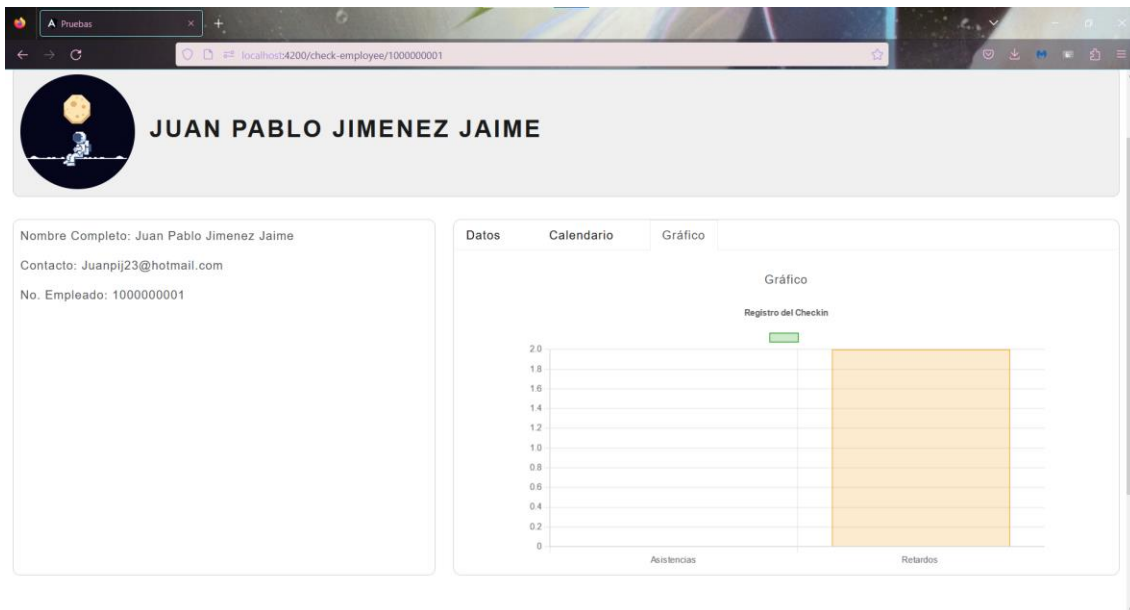 Pruebas
localhost:4200/check-employee/1000000001
JUAN PABLO JIMENEZ JAIME
Nombre Completo: Juan Pablo Jimenez Jaime
Contacto: Juanpij23@hotmail.com
No. Empleado: 1000000001
Datos Calendario Gráfico
Gráfico
Registro del Checkin
2.0
1.8
1.6
1.4
1.2
1.0
0.8
0.6
0.4
0.2
0
Asistencias Retardos